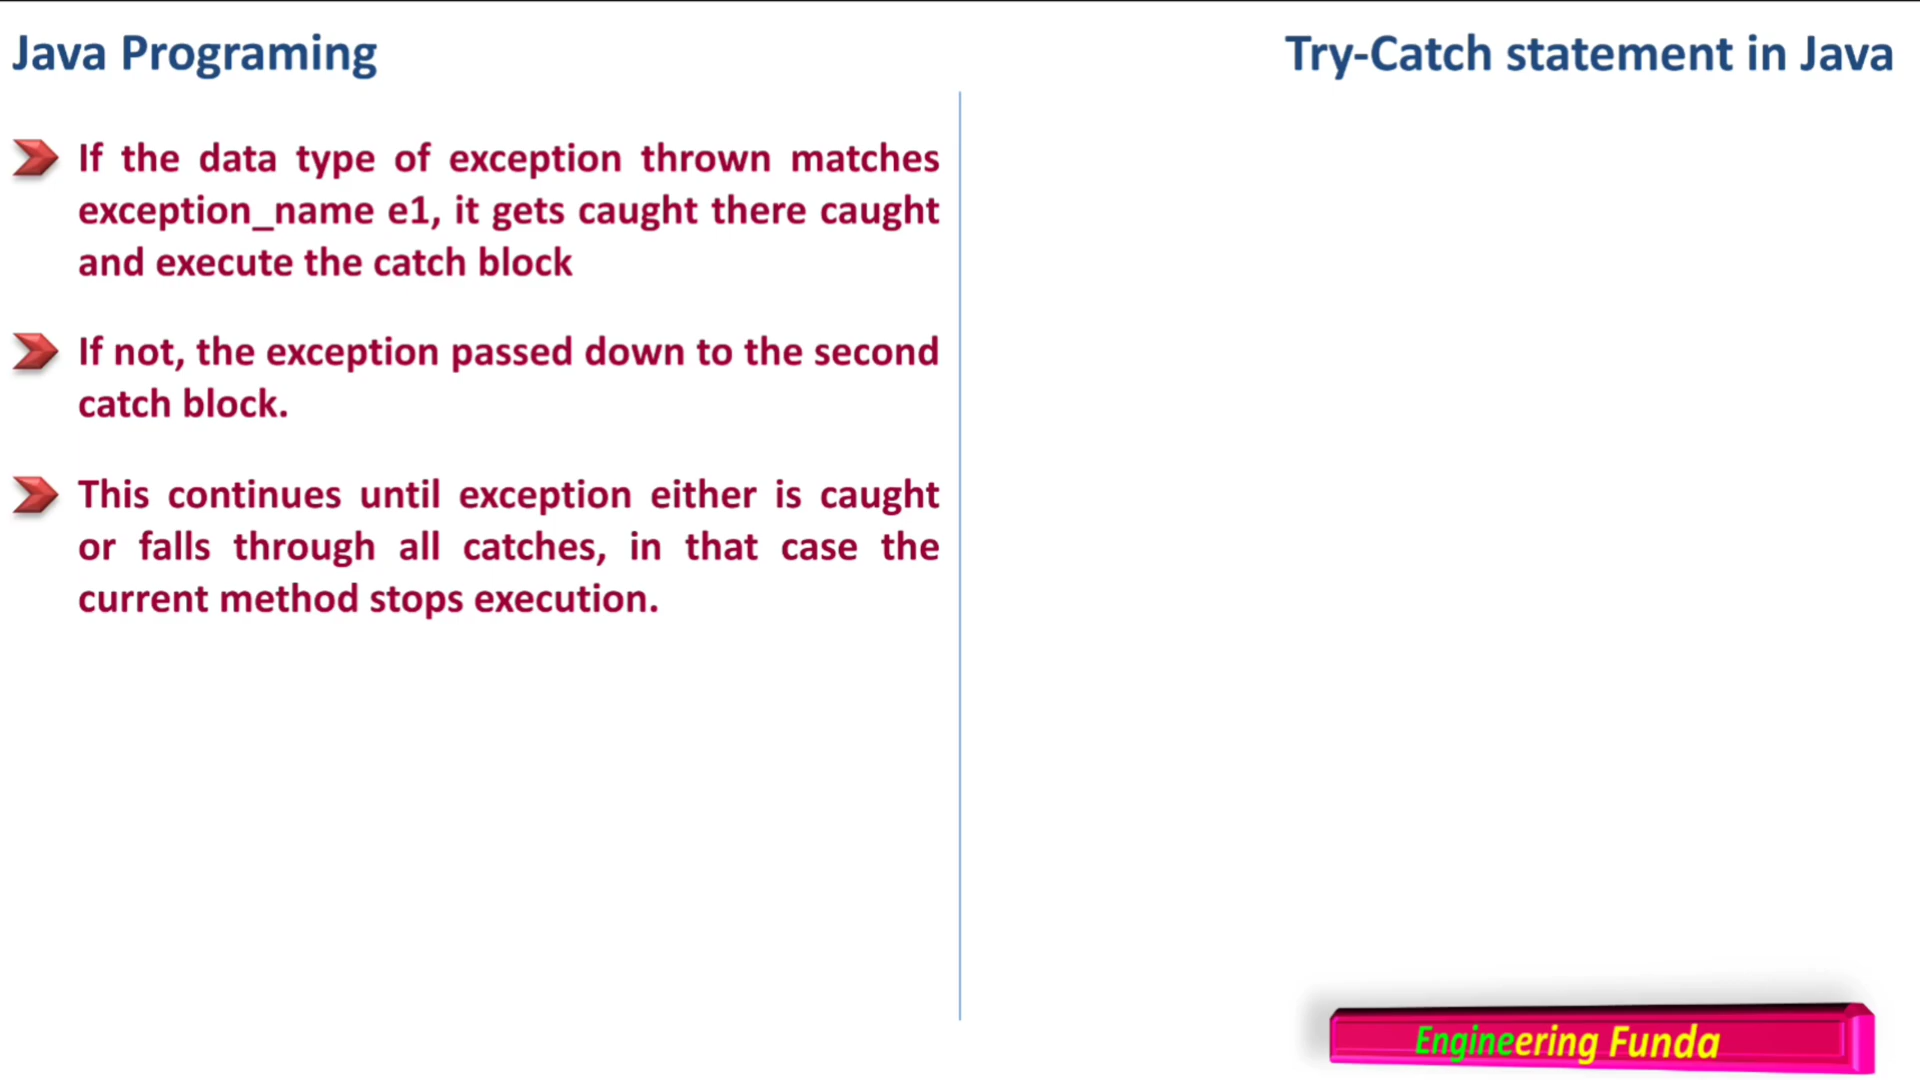 Java Programing
Try-Catch statement in Java
If the data type of exception thrown matches
exception_name e1, it gets caught there caught
and execute the catch block
If not, the exception passed down to the second
catch block.
This continues until exception either is caught
or falls through all catches, in that case the
current method stops execution.
Engineering Funda